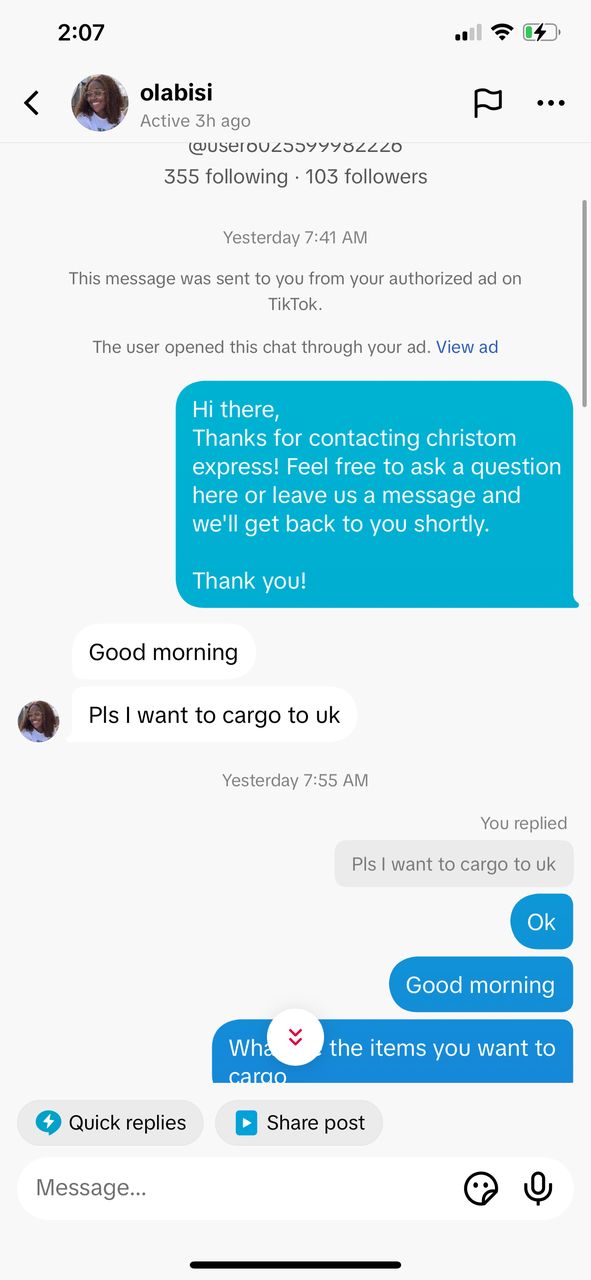 2:07
olabisi
Active 3h ago
@user6025599982226
355 following · 103 followers
Yesterday 7:41 AM
This message was sent to you from your authorized ad on
TikTok.
The user opened this chat through your ad. View ad
Hi there,
Thanks for contacting christom
express! Feel free to ask a question
here or leave us a message and
we'll get back to you shortly.
Thank you!
Good morning
Pls I want to cargo to uk
Yesterday 7:55 AM
You replied
Pls I want to cargo to uk
Ok
Good morning
the items you want to
cargo
Quick replies
Share post
Message...